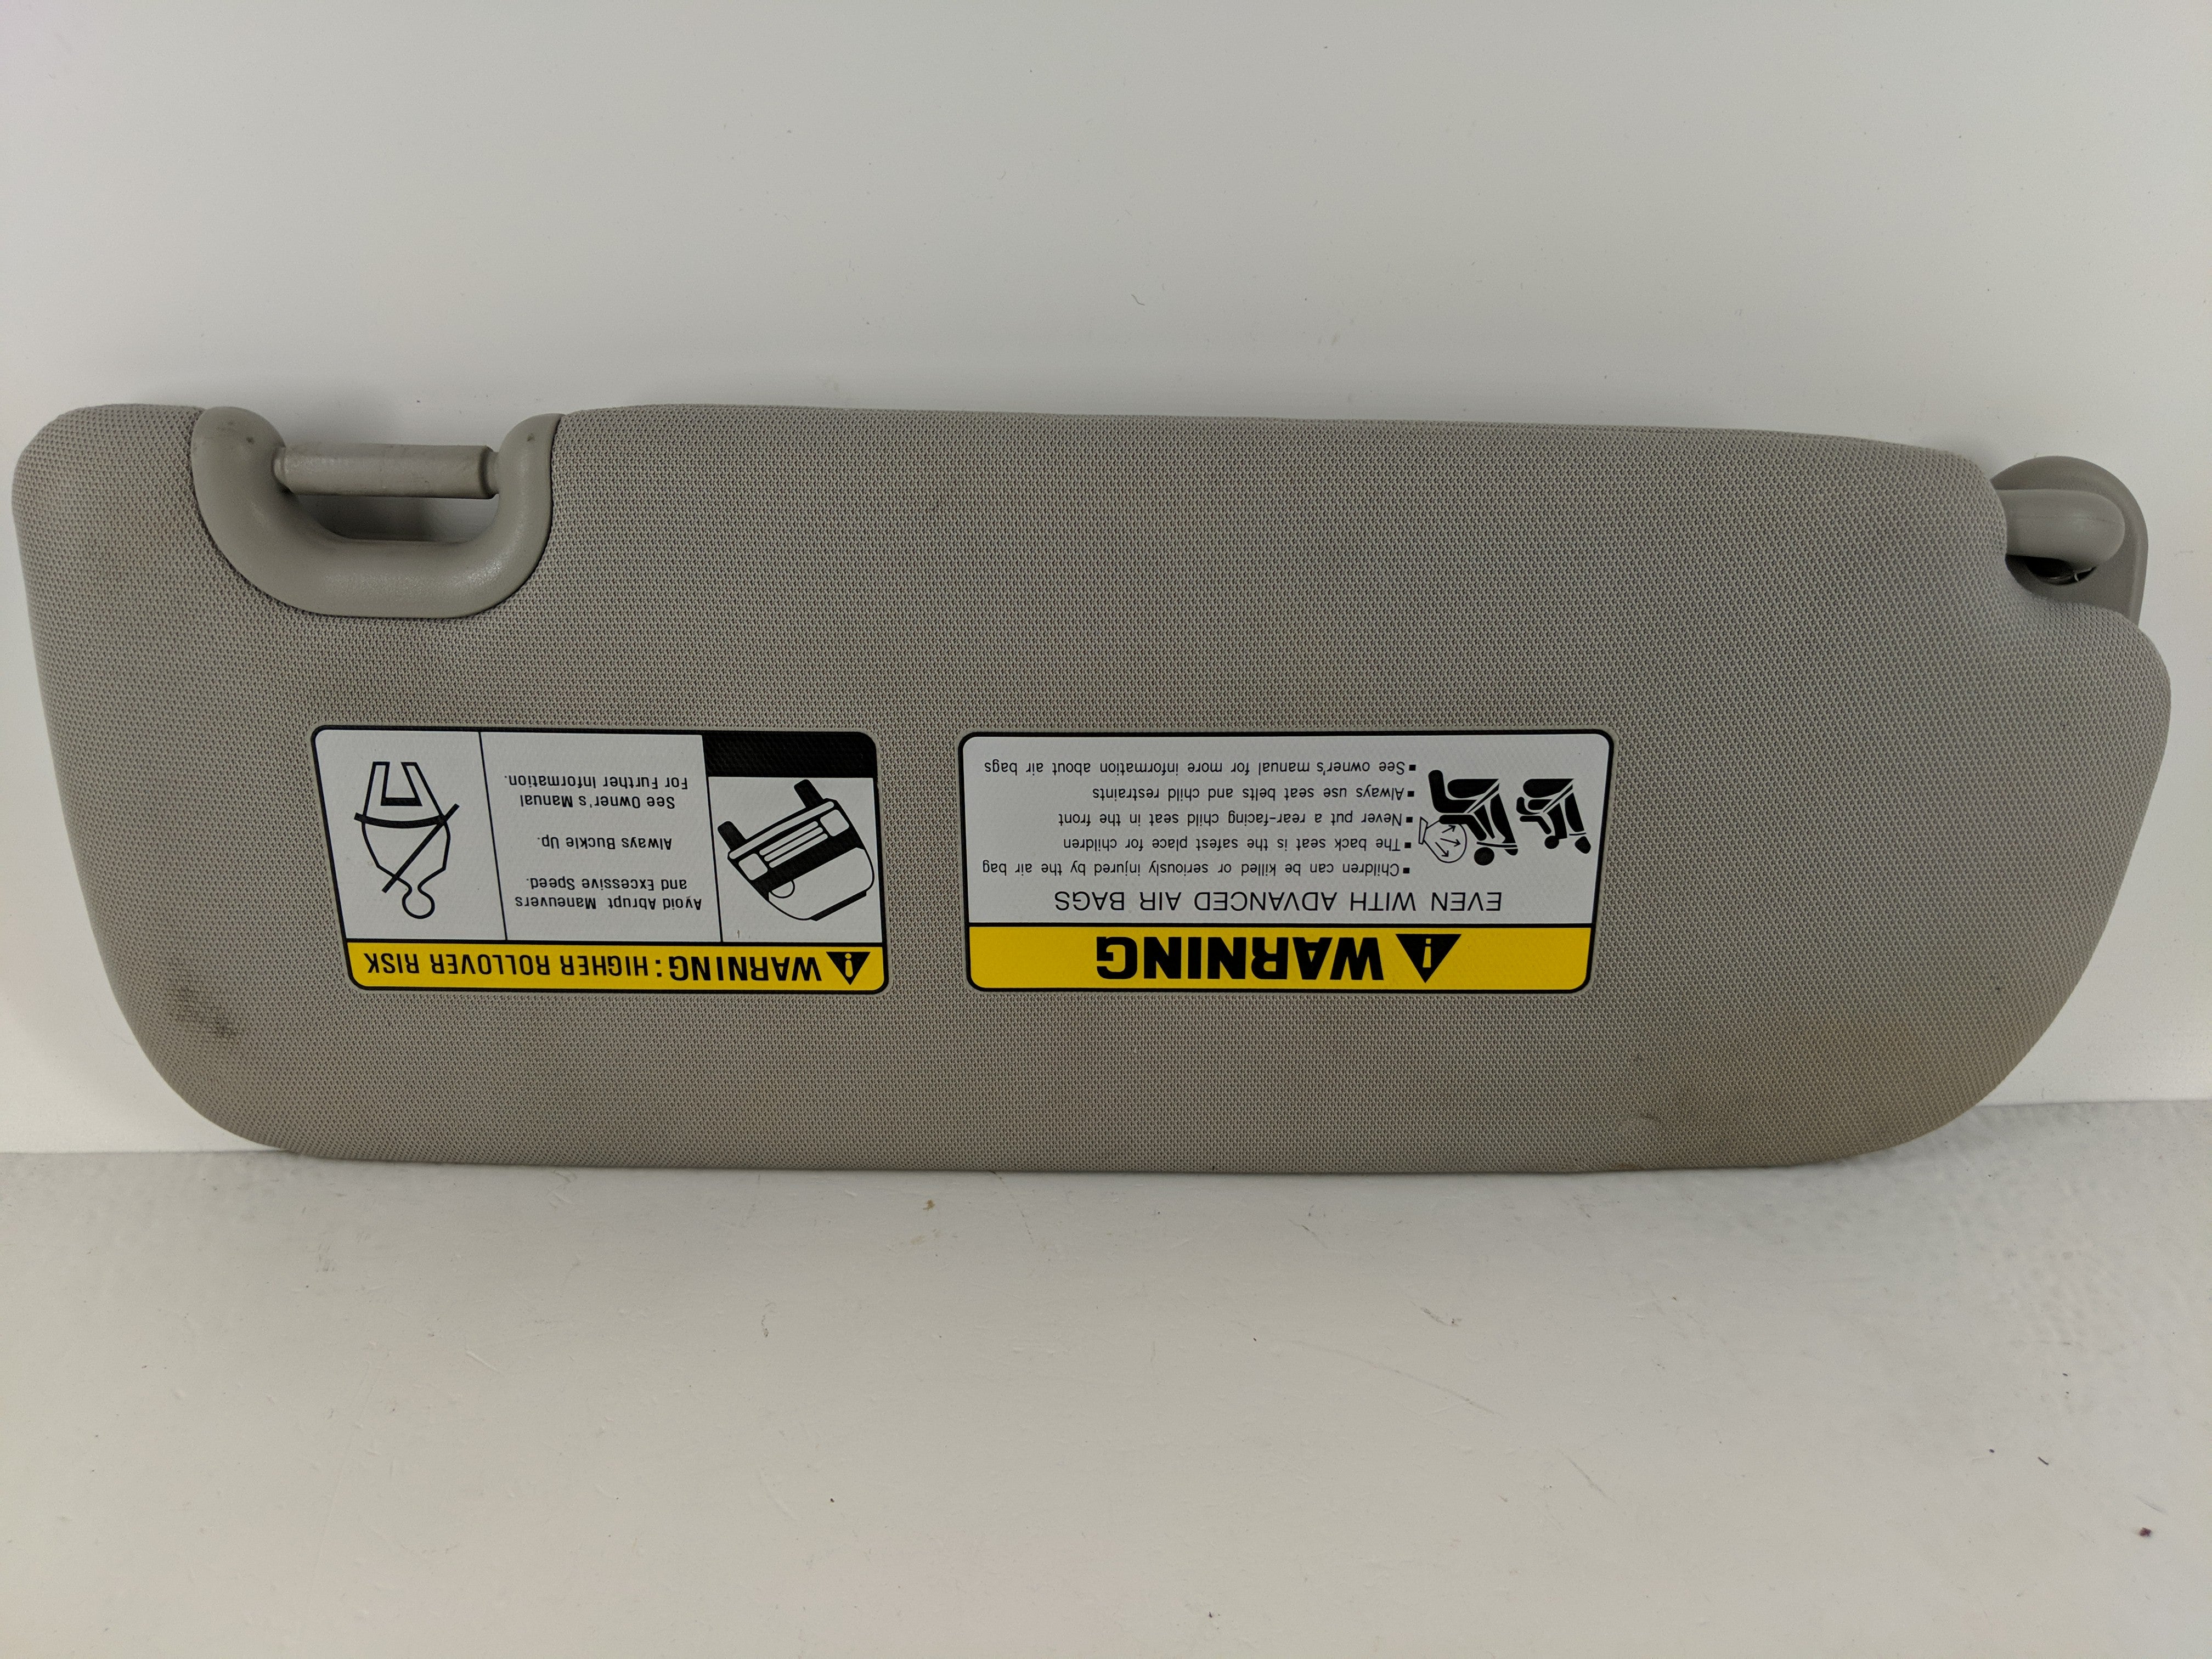 WARNING
EVEN WITH ADVANCED AIR BAGS
▪ Children can be killed or seriously injured by the air bag
▪ The back seat is the safest place for children
▪ Never put a rear-facing child seat in the front
▪ Always use seat belts and child restraints
▪ See owner's manual for more information about air bags
WARNING: HIGHER ROLLOVER RISK
Avoid Abrupt Maneuvers
and Excessive Speed.
Always Buckle Up.
See Owner's Manual
For Further Information.